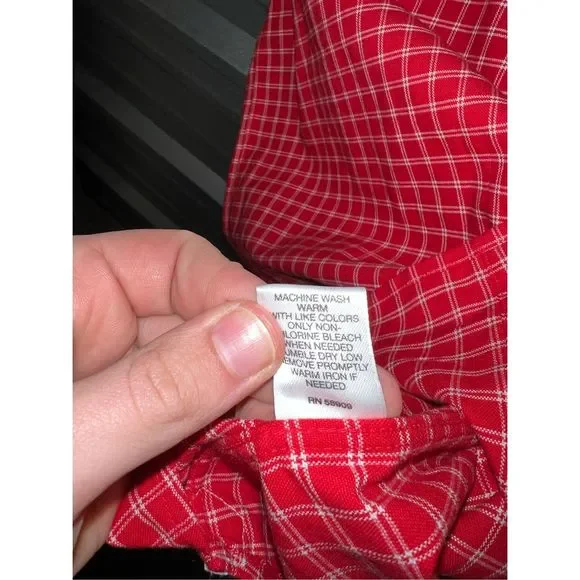 MACHINE WASH
WARM
WITH LIKE COLORS
ONLY NON-
CHLORINE BLEACH
WHEN NEEDED
TUMBLE DRY LOW
REMOVE PROMPTLY
WARM IRON IF
NEEDED
RN 58909